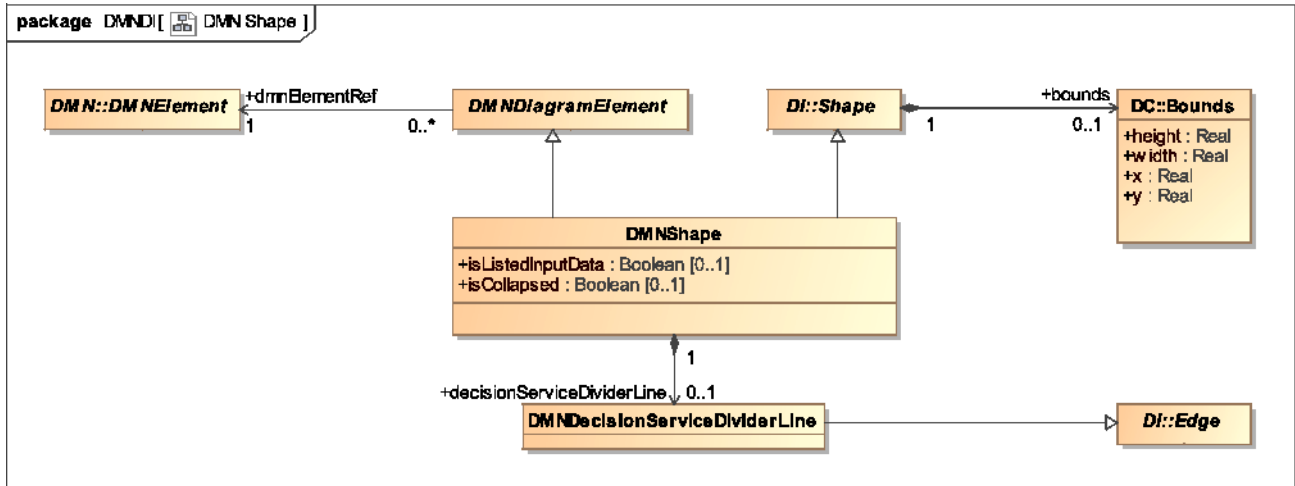 package DMNDI[ DMN Shape ]
DMN::DMNElement
+dmnElementRef
1
0..*
DMNDiagramElement
DI::Shape
1
+bounds
0..1
DC::Bounds
+height : Real
+width : Real
+x : Real
+y : Real
DMNShape
+isListedInputData : Boolean [0..1]
+isCollapsed : Boolean [0..1]
1
+decisionServiceDividerLine
0..1
DMNDecisionServiceDividerLine
DI::Edge